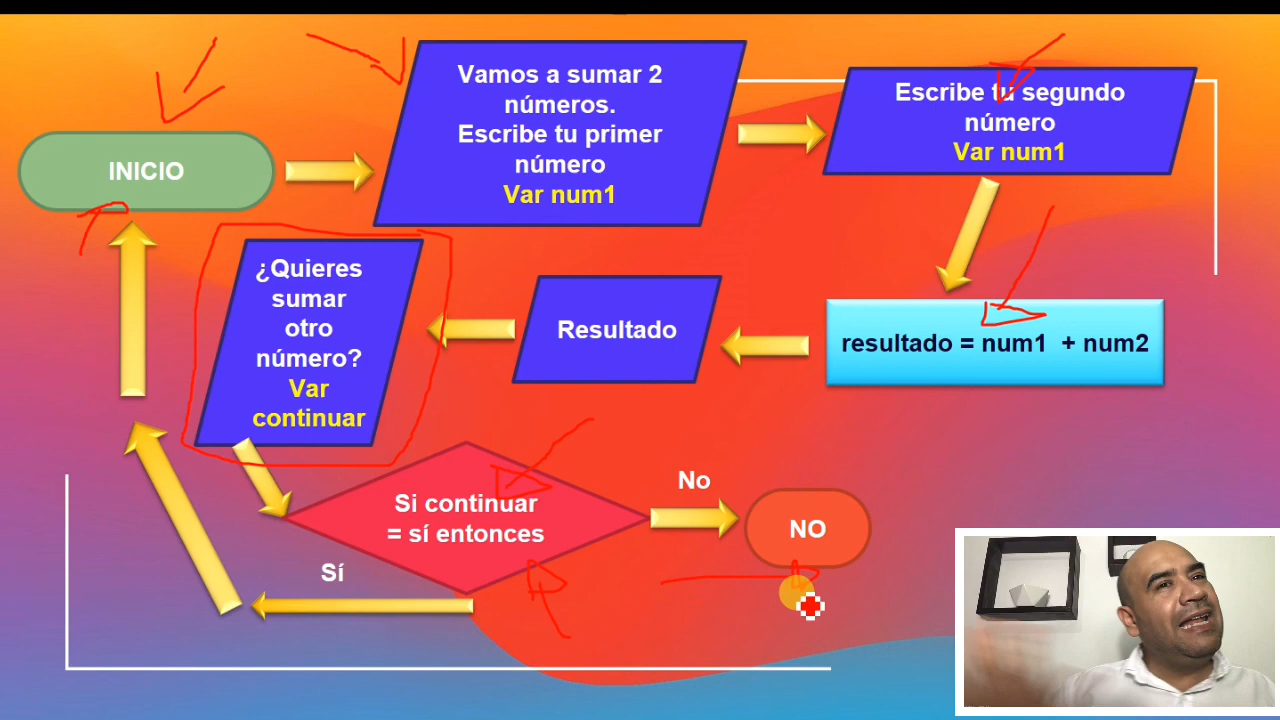 INICIO
Vamos a sumar 2
números.
Escribe tu primer
número
Var num1
Escribe tu segundo
número
Var num1
resultado = num1 + num2
Resultado
¿Quieres
sumar
otro
número?
Var
continuar
Si continuar
= sí entonces
No
NO
Sí